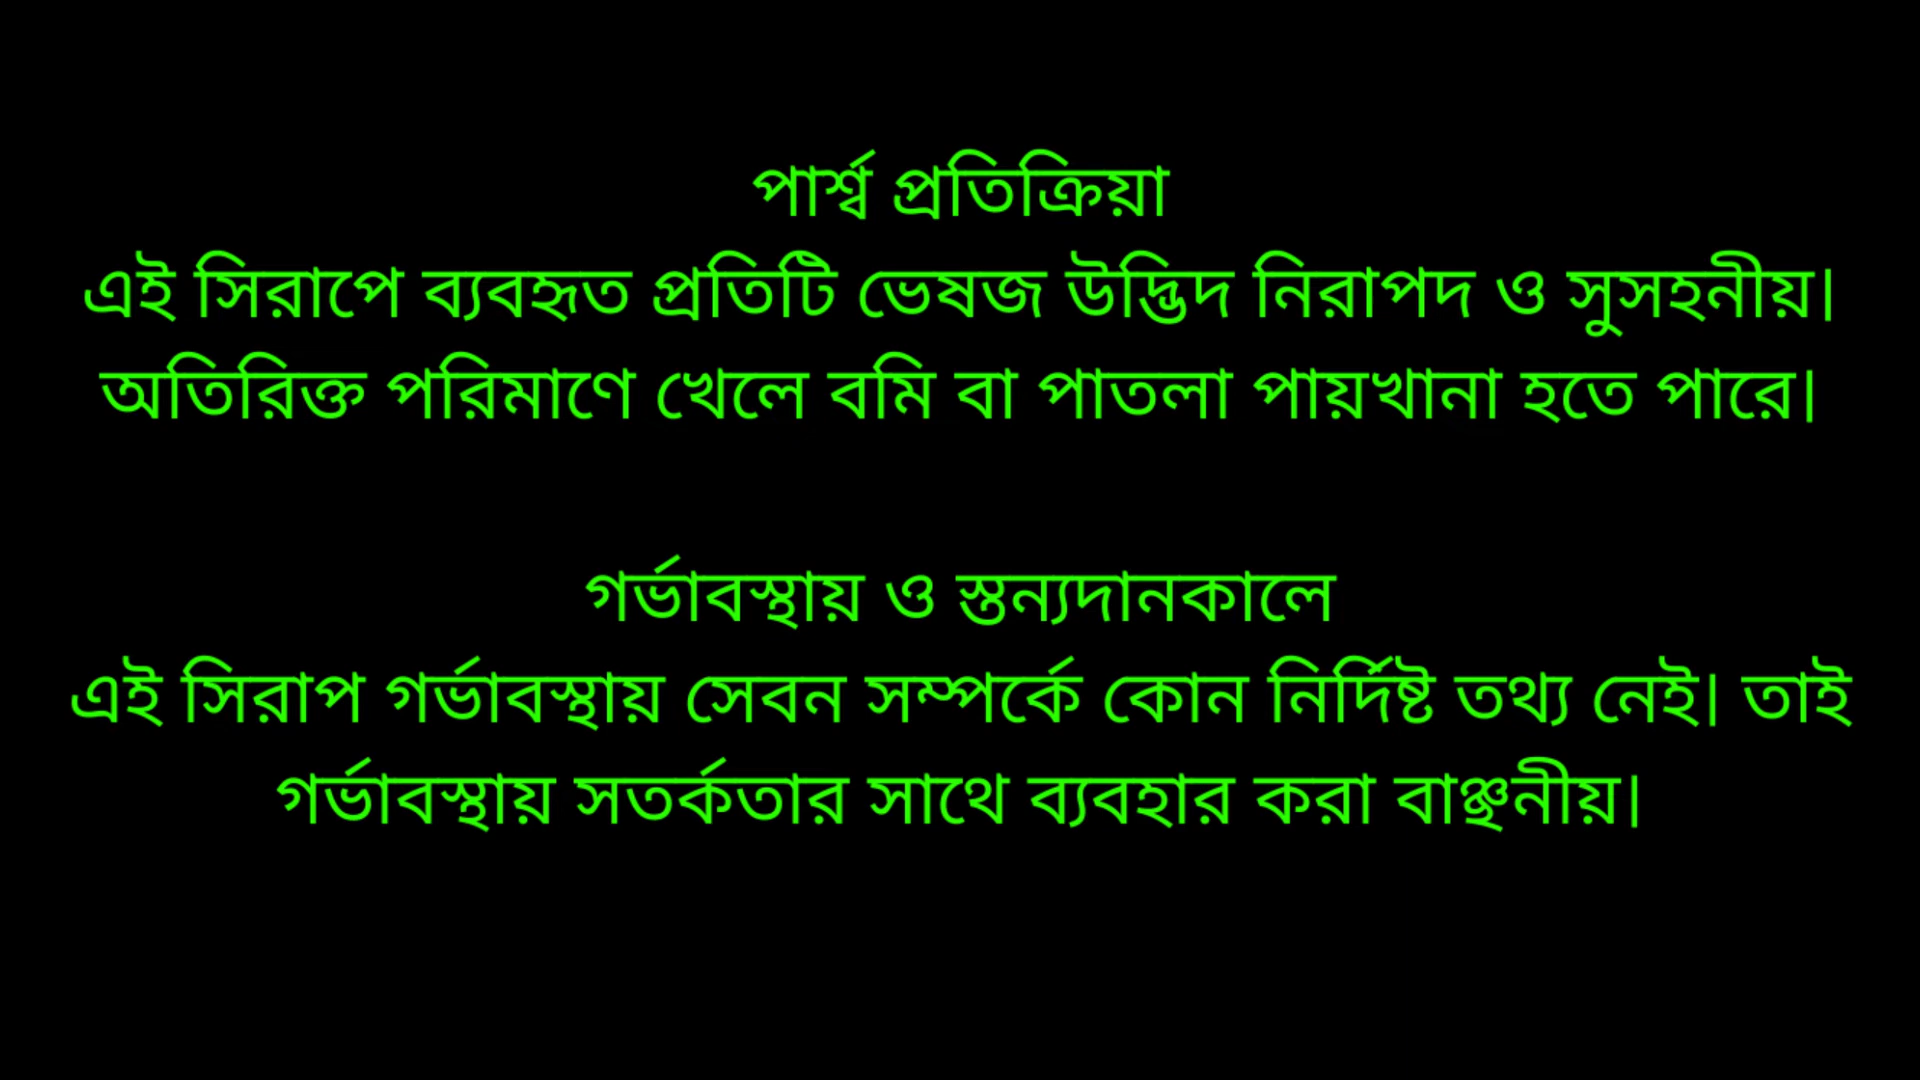 পার্শ্ব প্রতিক্রিয়া
এই সিরাপে ব্যবহৃত প্রতিটি ভেষজ উদ্ভিদ নিরাপদ ও সুসহনীয়।
অতিরিক্ত পরিমাণে খেলে বমি বা পাতলা পায়খানা হতে পারে।
গর্ভাবস্থায় ও স্তন্যদানকালে
এই সিরাপ গর্ভাবস্থায় সেবন সম্পর্কে কোন নির্দিষ্ট তথ্য নেই। তাই
গর্ভাবস্থায় সতর্কতার সাথে ব্যবহার করা বাঞ্ছনীয়।